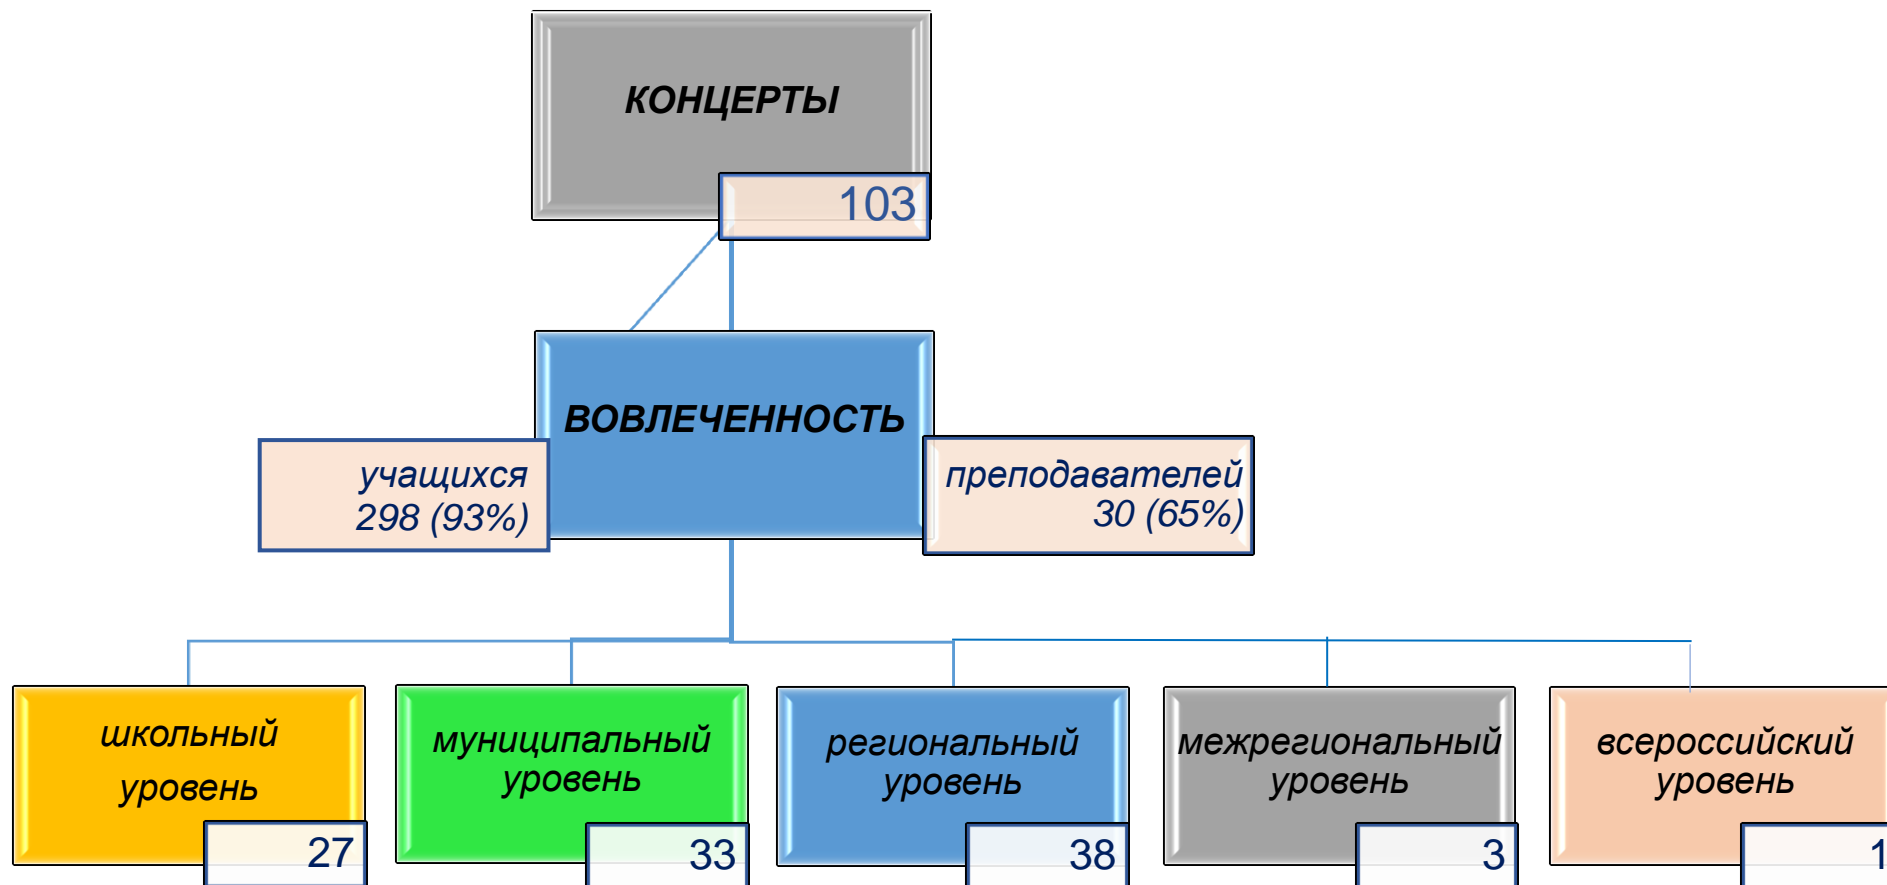 КОНЦЕРТЫ
103
ВОВЛЕЧЕННОСТЬ
учащихся
298 (93%)
преподавателей
30 (65%)
школьный
уровень
27
муниципальный
уровень
33
региональный
уровень
38
межрегиональный
уровень
3
всероссийский
уровень
1